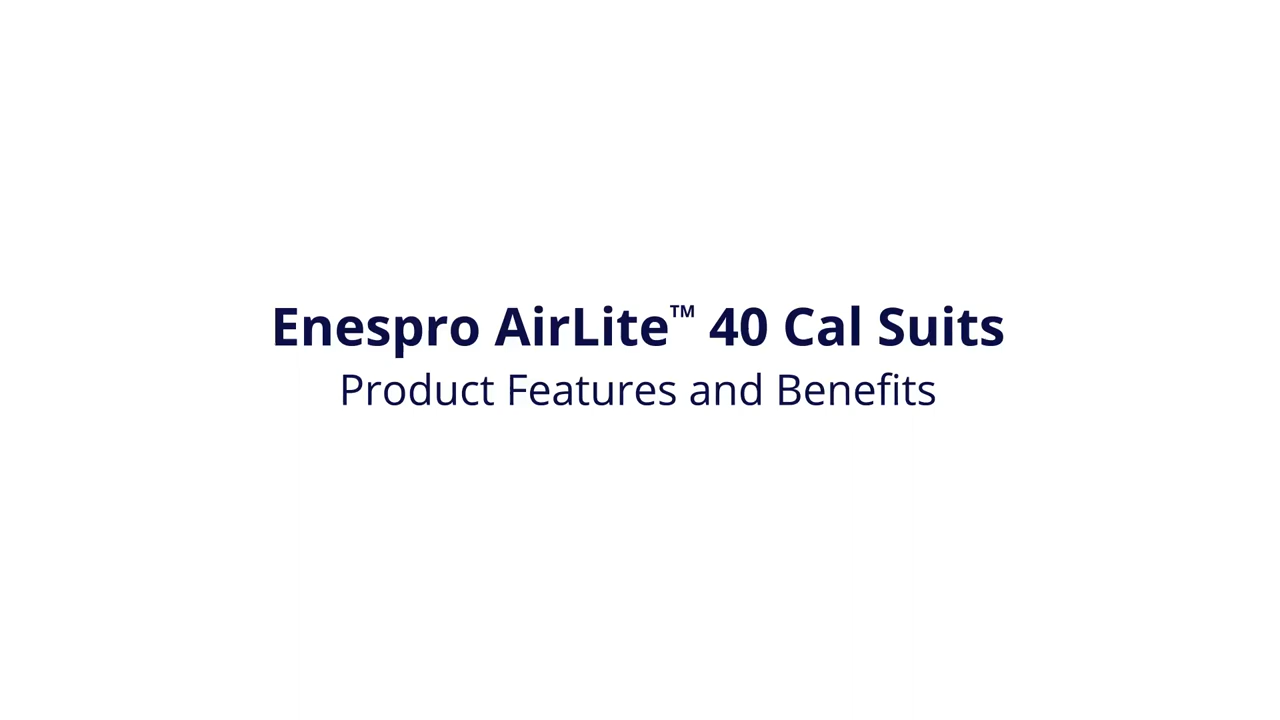 Enespro AirLite™ 40 Cal Suits
Product Features and Benefits